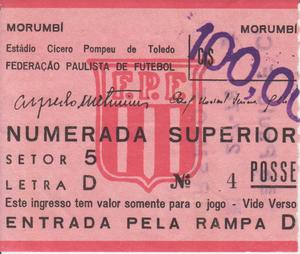 MORUMBÍ MORUMBÍ
Estádio Cícero Pompeu de Toledo
FEDERAÇÃO PAULISTA DE FUTEBOL
C/S 100,00
F.P.F.
NUMERADA SUPERIOR
SETOR 5
LETRA D Nº 4 POSSE
Este ingresso tem valor somente para o jogo - Vide Verso
ENTRADA PELA RAMPA D